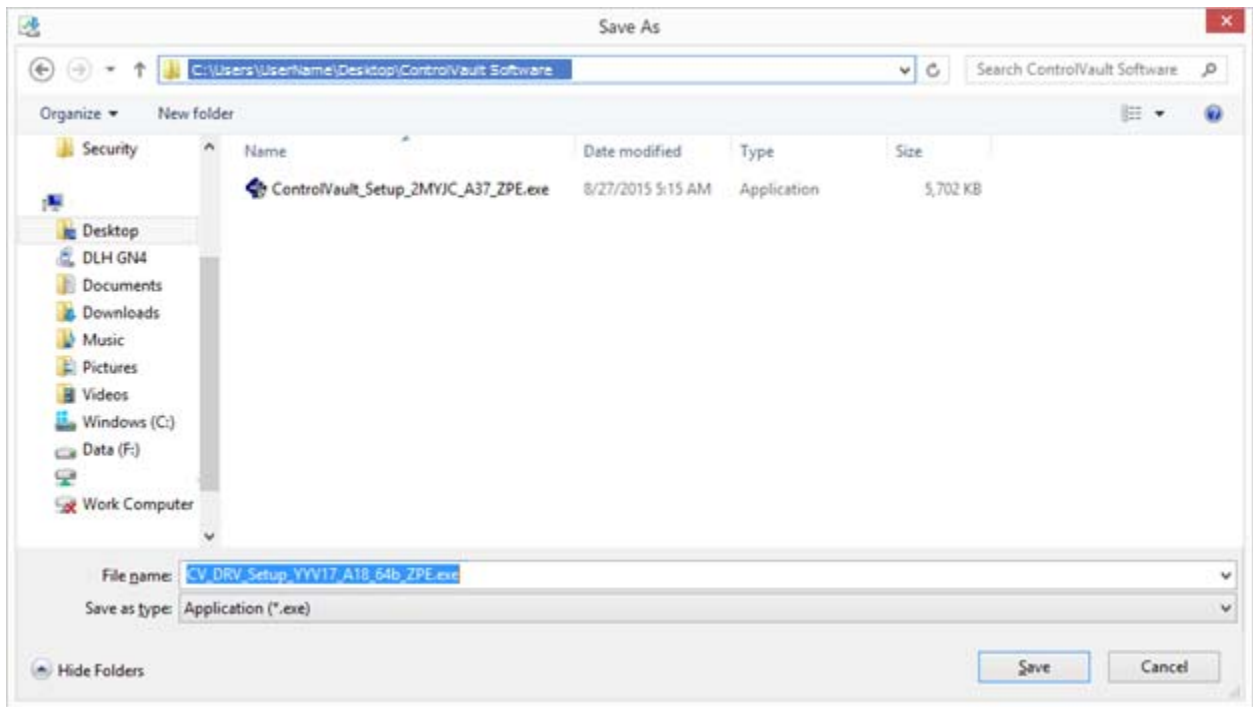 Save As
C:\Users\UserName\Desktop\ControlVault Software
Search ControlVault Software
Organize New folder
Name Date modified Type Size
ControlVault_Setup_2MYJC_A37_ZPE.exe 8/27/2015 5:15 AM Application 5,702 KB
Security
Desktop
DLH GN4
Documents
Downloads
Music
Pictures
Videos
Windows (C:)
Data (F:)
Work Computer
File name: CV_DRV_Setup_YYV17_A18_64b_ZPE.exe
Save as type: Application (*.exe)
Hide Folders Save Cancel